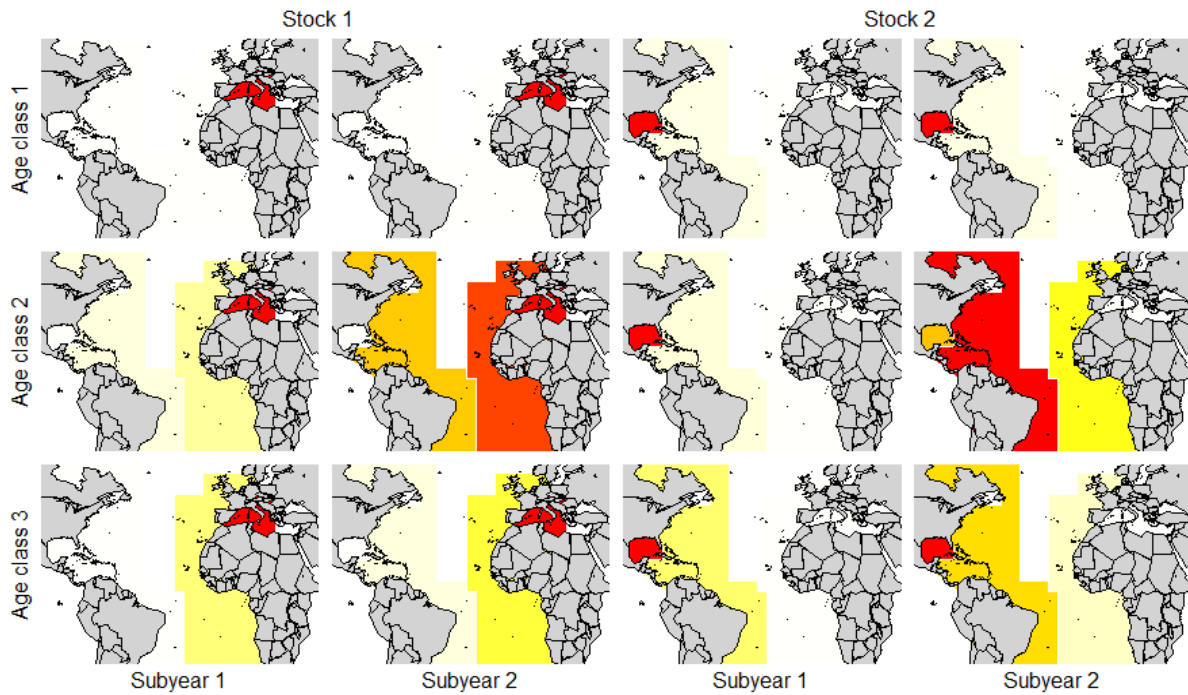 Stock 1
Stock 2
Age class 1
Age class 2
Age class 3
Subyear 1
Subyear 2
Subyear 1
Subyear 2